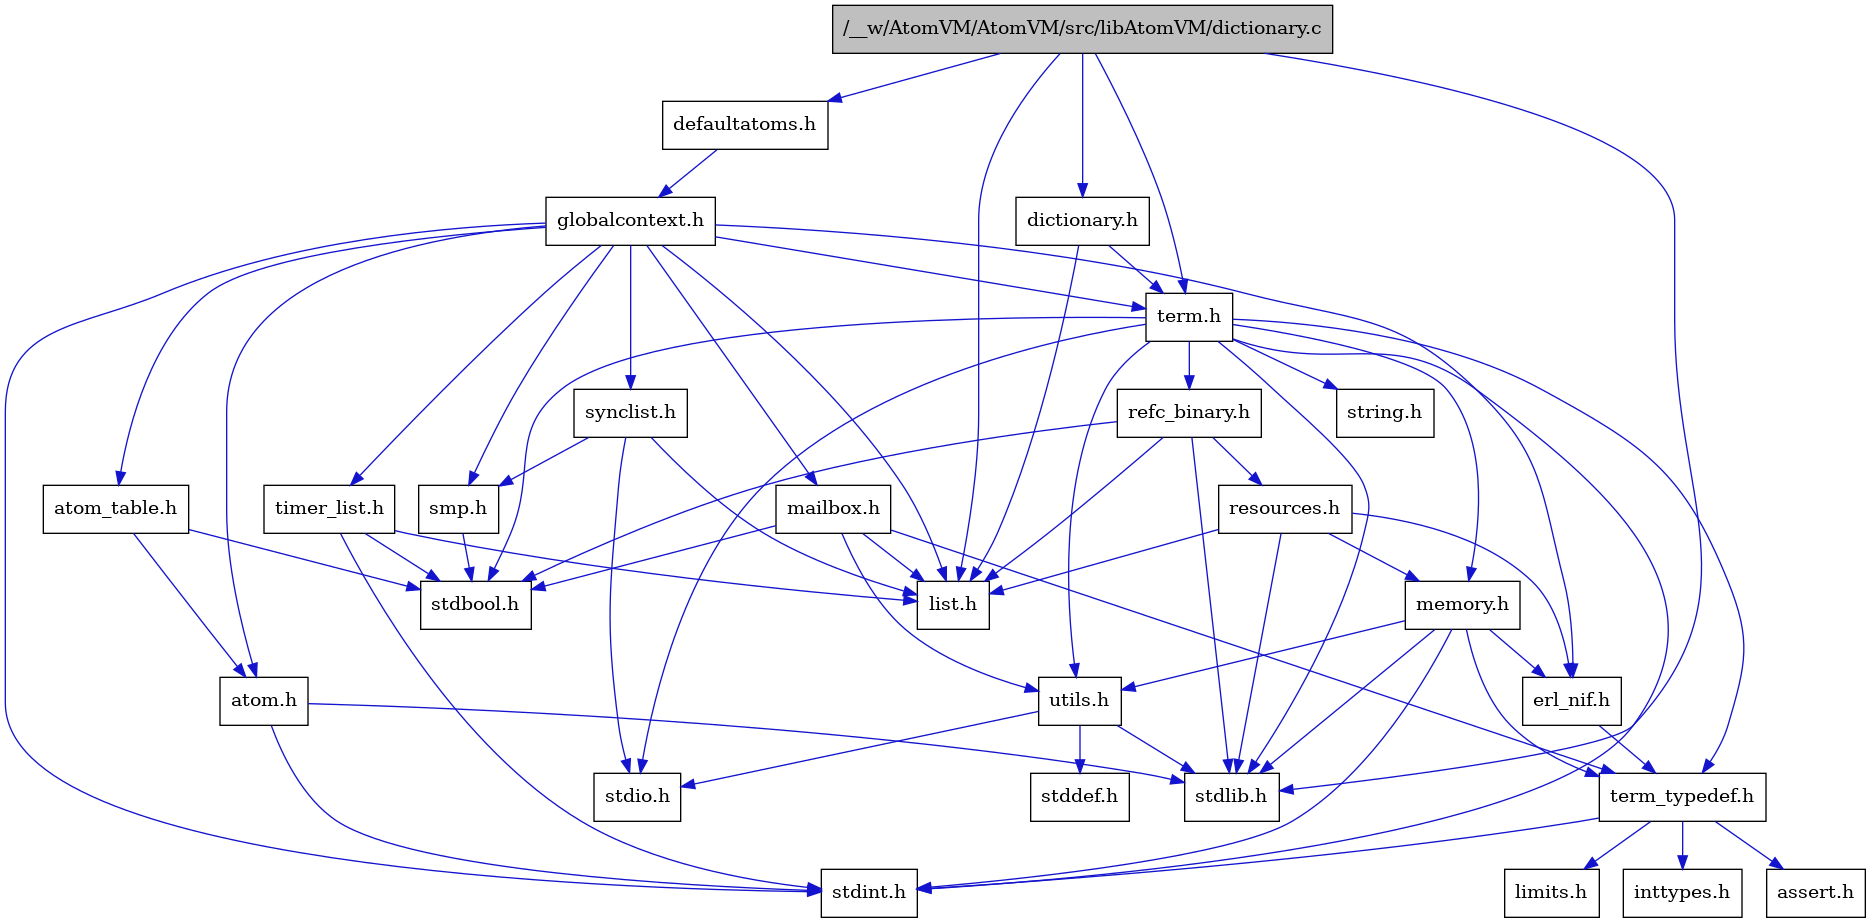 /__w/AtomVM/AtomVM/src/libAtomVM/dictionary.c
defaultatoms.h
globalcontext.h
dictionary.h
term.h
synclist.h
refc_binary.h
string.h
atom_table.h
timer_list.h
smp.h
mailbox.h
resources.h
stdbool.h
list.h
memory.h
atom.h
utils.h
erl_nif.h
stdio.h
stddef.h
stdlib.h
term_typedef.h
stdint.h
limits.h
inttypes.h
assert.h